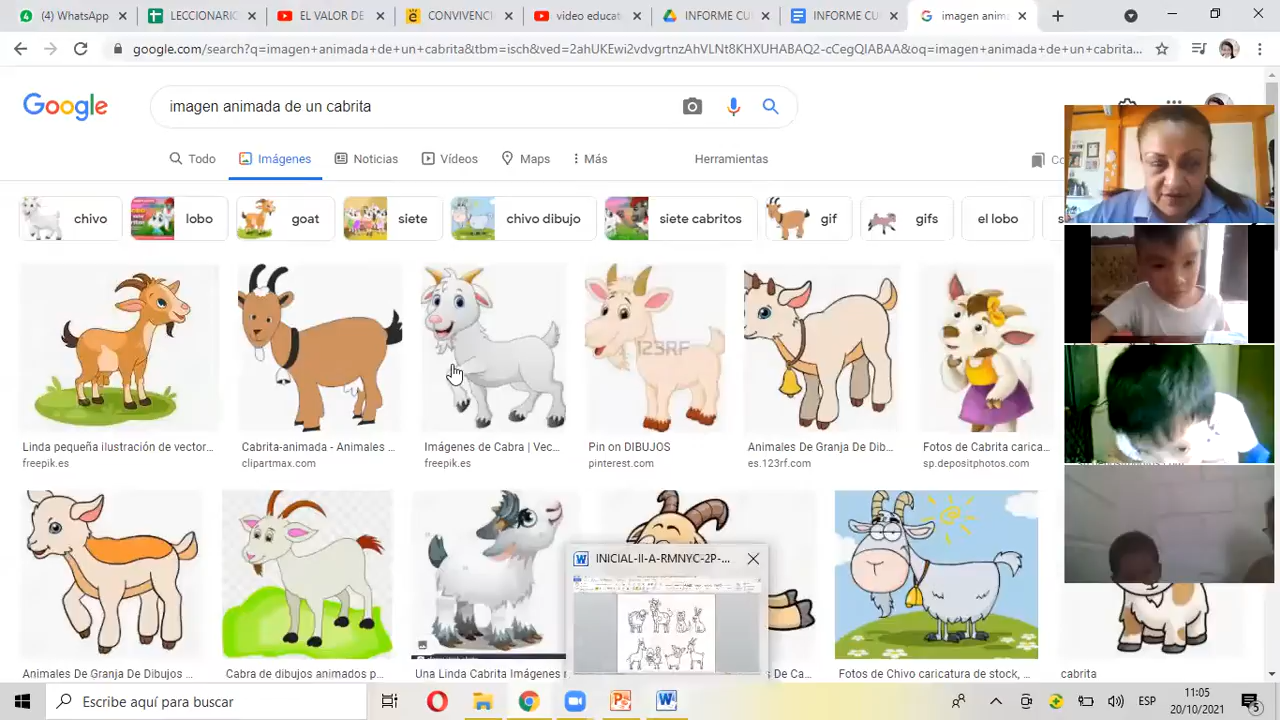 (4) WhatsApp
LECCIONARIO
EL VALOR DE
CONVIVENC
video educat
INFORME CU
INFORME CU
imagen anim
google.com/search?q=imagen+animada+de+un+cabrita&tbm=isch&ved=2ahUKEwi2vdvgrtnzAhVLNt8KHXUHABAQ2-cCegQIABAA&oq=imagen+animada+de+un+cabrita...
Google
imagen animada de un cabrita
Todo
Imágenes
Noticias
Vídeos
Maps
Más
Herramientas
chivo
lobo
goat
siete
chivo dibujo
siete cabritos
gif
gifs
el lobo
123RF
Linda pequeña ilustración de vector...
Cabrita-animada - Animales ...
Imágenes de Cabra | Vec...
Pin on DIBUJOS
Animales De Granja De Dib...
Fotos de Cabrita carica...
freepik.es
clipartmax.com
freepik.es
pinterest.com
es.123rf.com
sp.depositphotos.com
INICIAL-II-A-RMNYC-2P-...
Animales De Granja De Dibujos ...
Cabra de dibujos animados p...
Una Linda Cabrita Imágenes
De Ca...
Fotos de Chivo caricatura de stock, ...
cabrita
Escribe aquí para buscar
ESP
11:05
20/10/2021
5